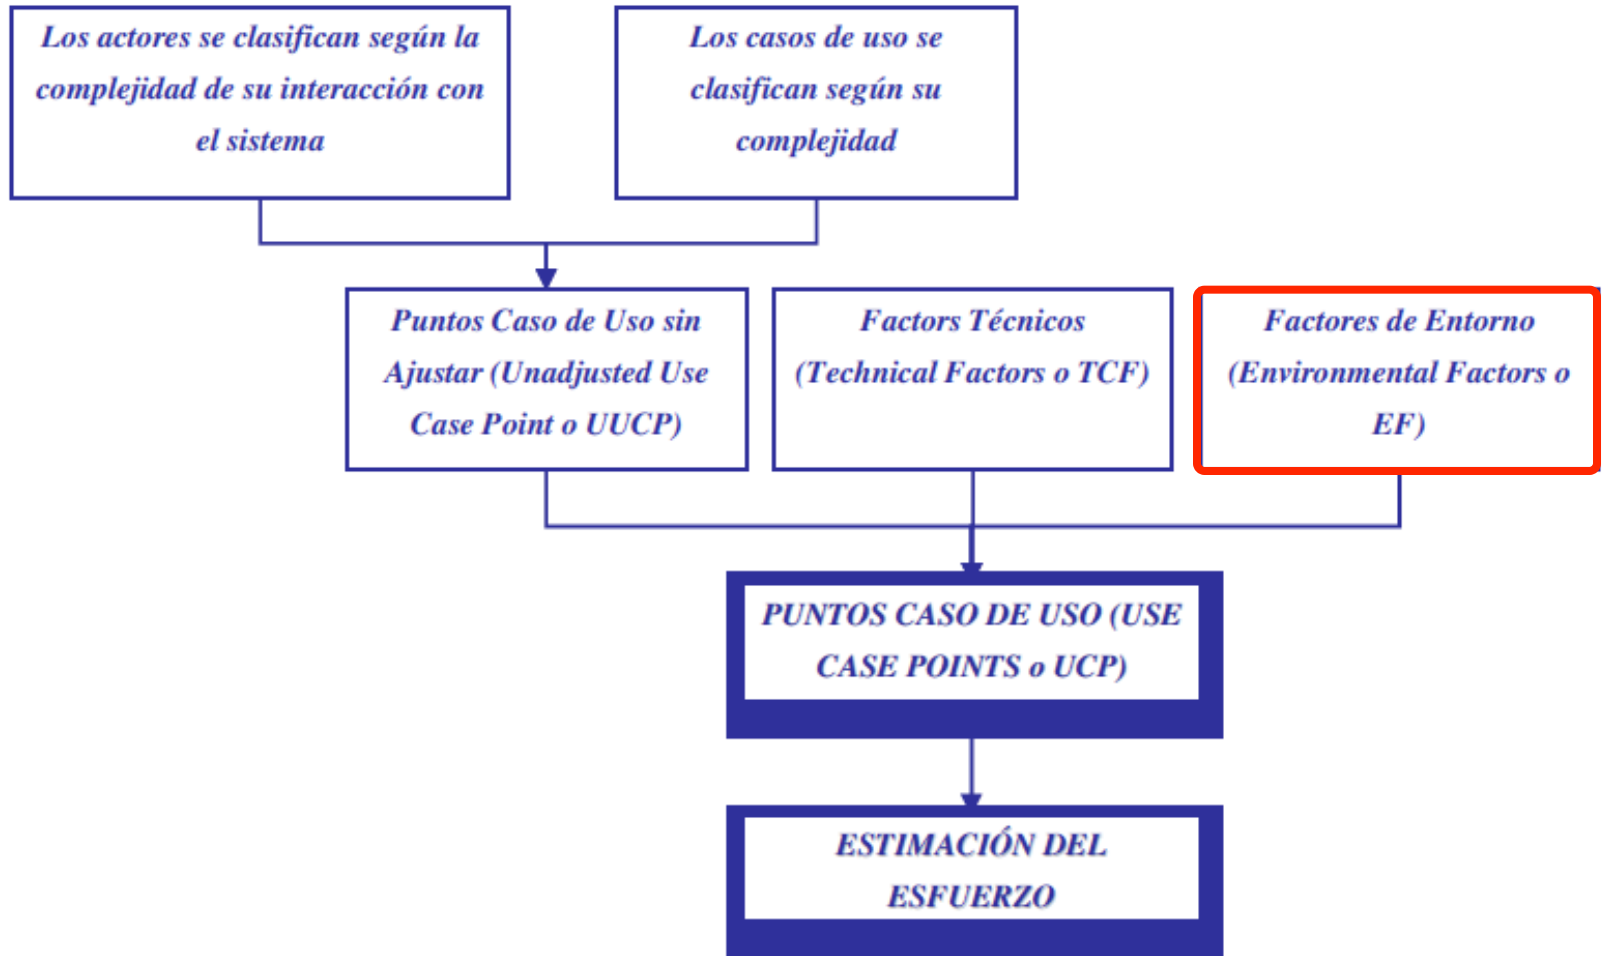 Los actores se clasifican según la
complejidad de su interacción con
el sistema
Los casos de uso se
clasifican según su
complejidad
Puntos Caso de Uso sin
Ajustar (Unadjusted Use
Case Point o UUCP)
Factors Técnicos
(Technical Factors o TCF)
Factores de Entorno
(Environmental Factors o
EF)
PUNTOS CASO DE USO (USE
CASE POINTS o UCP)
ESTIMACIÓN DEL
ESFUERZO